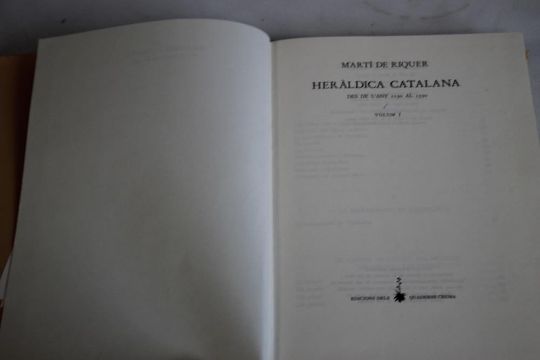 MARTÍ DE RIQUER
HERÀLDICA CATALANA
DES DE L'ANY 1150 AL 1550
VOLUM I
EDICIONS DELS QUADERNS CREMA